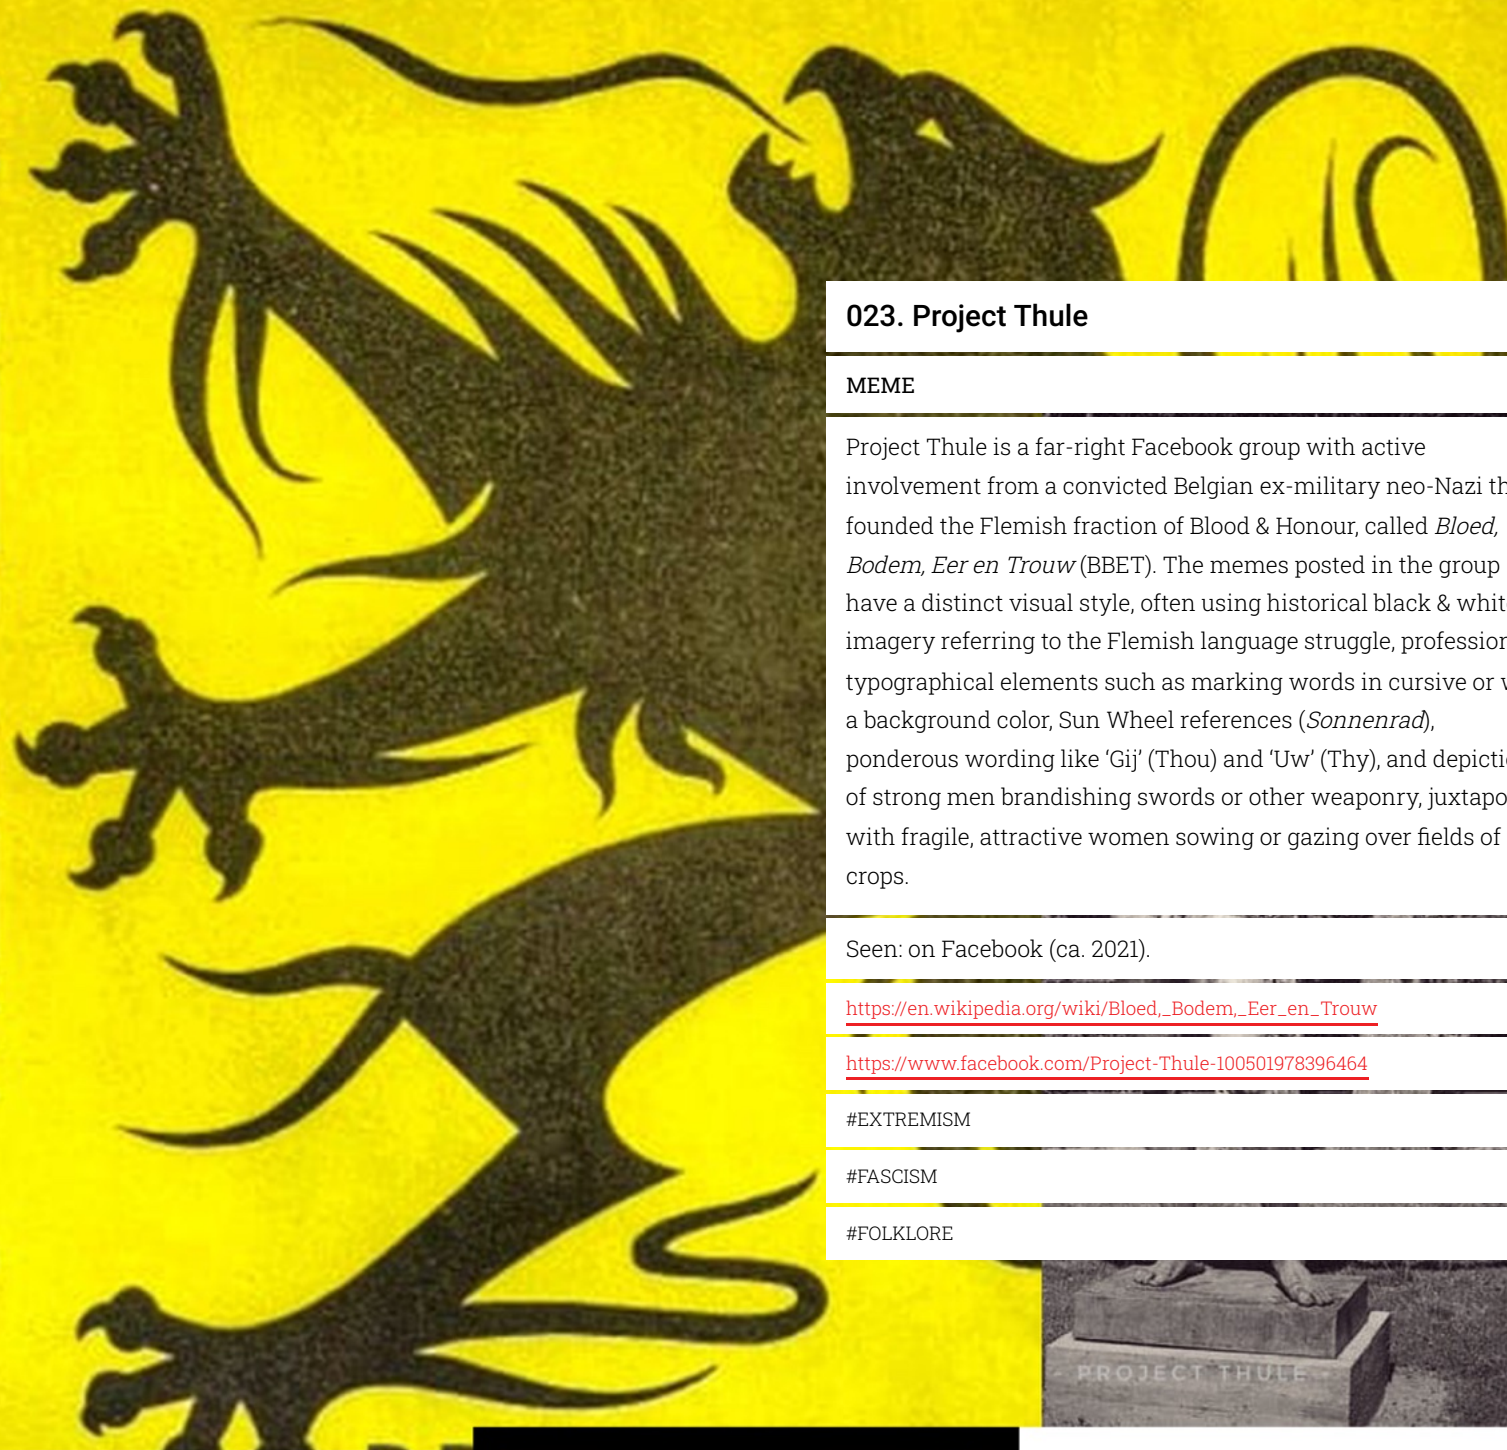 023. Project Thule
MEME
Project Thule is a far-right Facebook group with active
involvement from a convicted Belgian ex-military neo-Nazi
founded the Flemish fraction of Blood & Honour, called Bloed,
Bodem, Eer en Trouw (BBET). The memes posted in the group
have a distinct visual style, often using historical black &
imagery referring to the Flemish language struggle,
typographical elements such as marking words in cursive or
a background color, Sun Wheel references (Sonnenrad),
ponderous wording like ‘Gij’ (Thou) and ‘Uw’ (Thy), and
of strong men brandishing swords or other weaponry,
with fragile, attractive women sowing or gazing over fields of
crops.
Seen: on Facebook (ca. 2021).
https://en.wikipedia.org/wiki/Bloed,_Bodem,_Eer_en_Trouw
https://www.facebook.com/Project-Thule-100501978396464
#EXTREMISM
#FASCISM
#FOLKLORE
- PROJECT THULE -